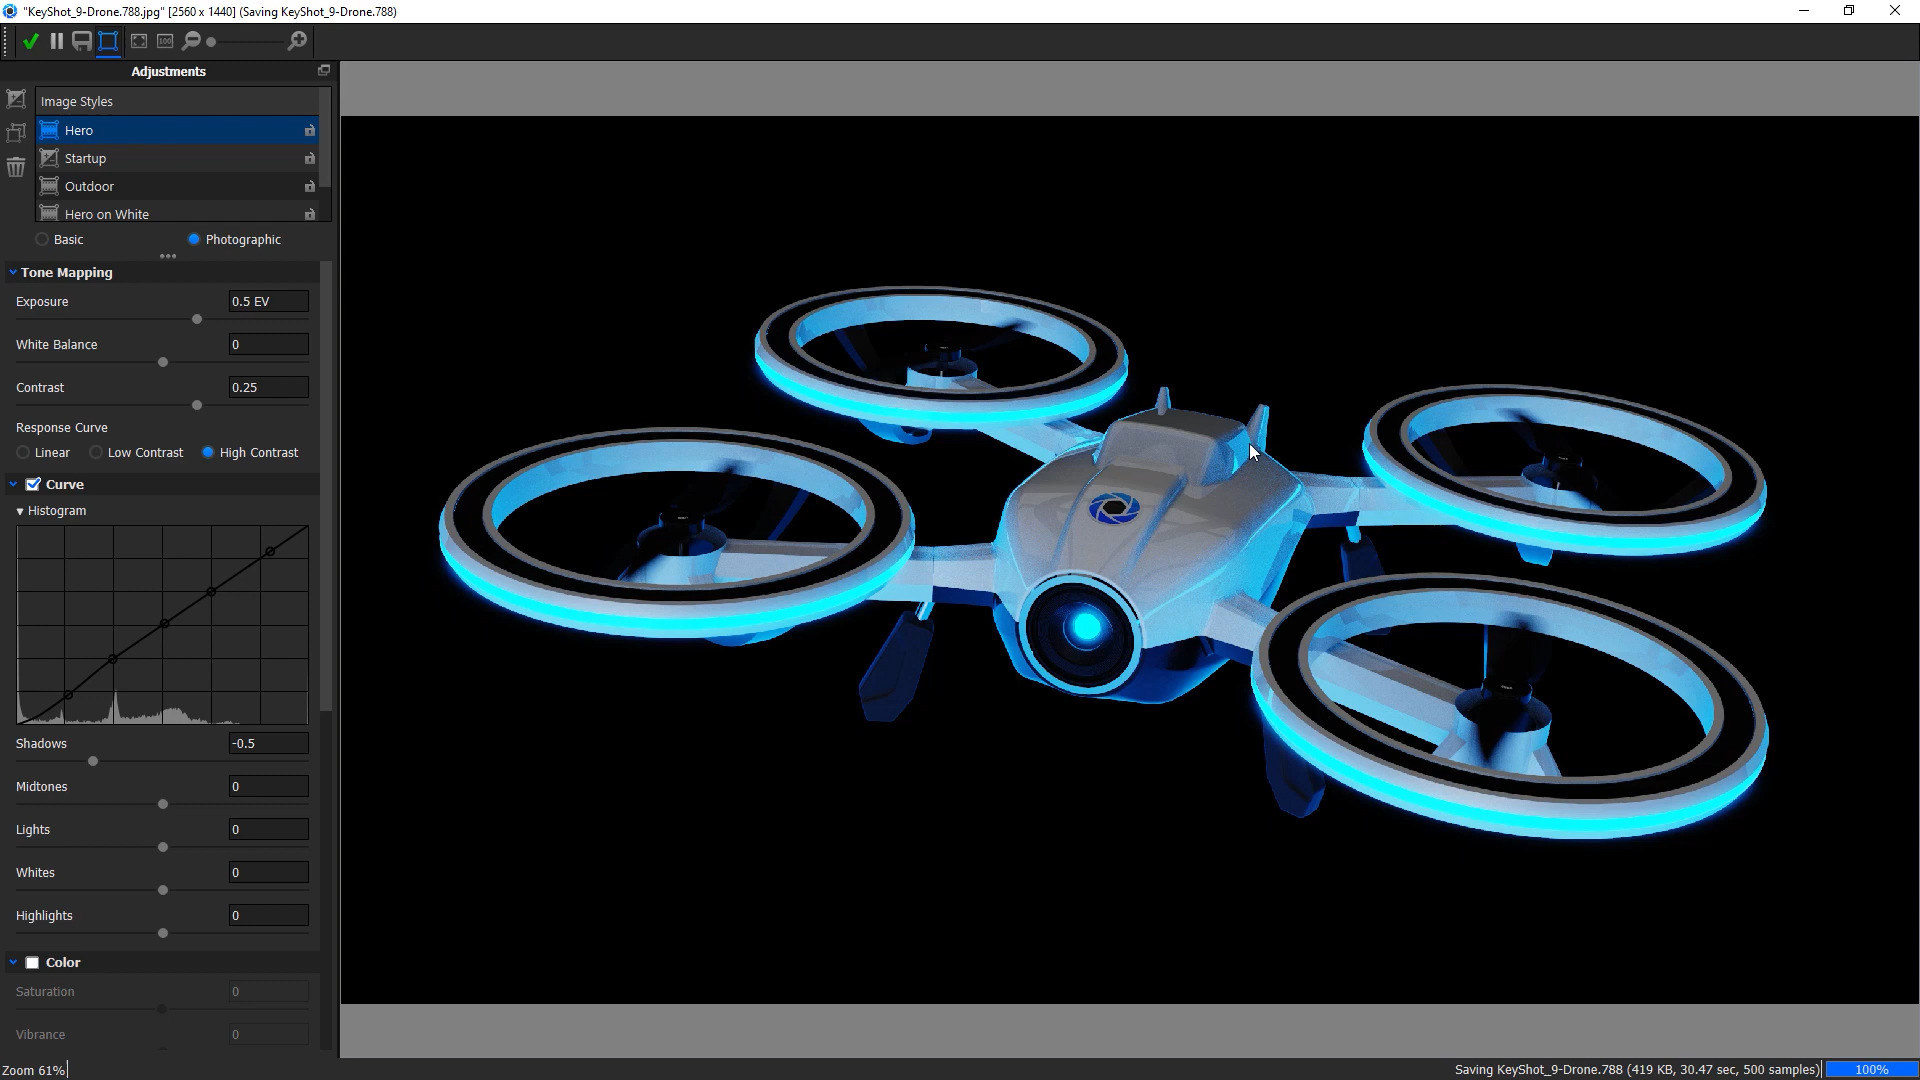 "KeyShot_9-Drone.788.jpg" [2560 x 1440] (Saving KeyShot_9-Drone.788)
100
Adjustments
Image Styles
Hero
Startup
Outdoor
Hero on White
Basic Photographic
Tone Mapping
Exposure 0.5 EV
White Balance 0
Contrast 0.25
Response Curve
Linear Low Contrast High Contrast
Curve
Histogram
Shadows -0.5
Midtones 0
Lights 0
Whites 0
Highlights 0
Color
Saturation 0
Vibrance 0
Zoom 61%
Saving KeyShot_9-Drone.788 (419 KB, 30.47 sec, 500 samples) 100%